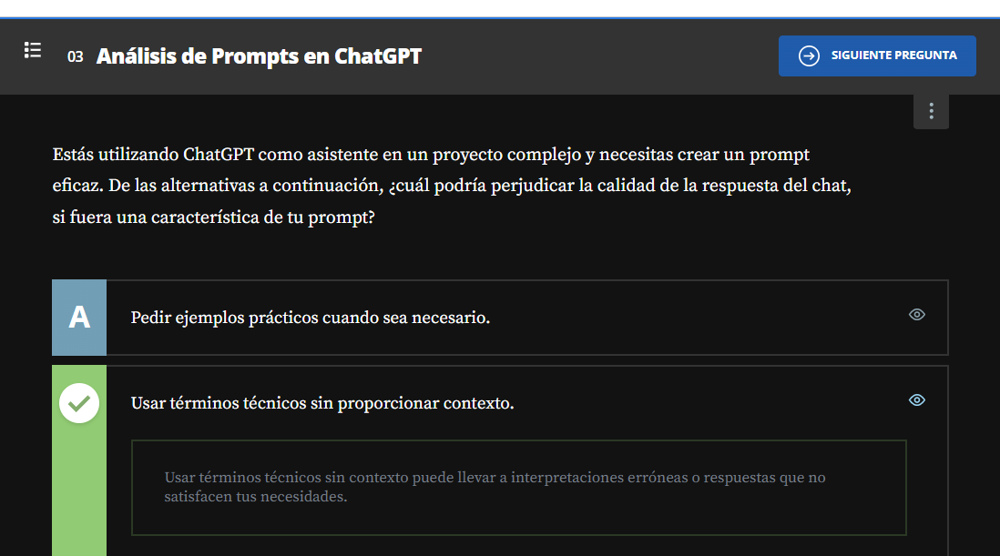 03 Análisis de Prompts en ChatGPT
SIGUIENTE PREGUNTA
Estás utilizando ChatGPT como asistente en un proyecto complejo y necesitas crear un prompt
eficaz. De las alternativas a continuación, ¿cuál podría perjudicar la calidad de la respuesta del chat,
si fuera una característica de tu prompt?
A
Pedir ejemplos prácticos cuando sea necesario.
Usar términos técnicos sin proporcionar contexto.
Usar términos técnicos sin contexto puede llevar a interpretaciones erróneas o respuestas que no
satisfacen tus necesidades.